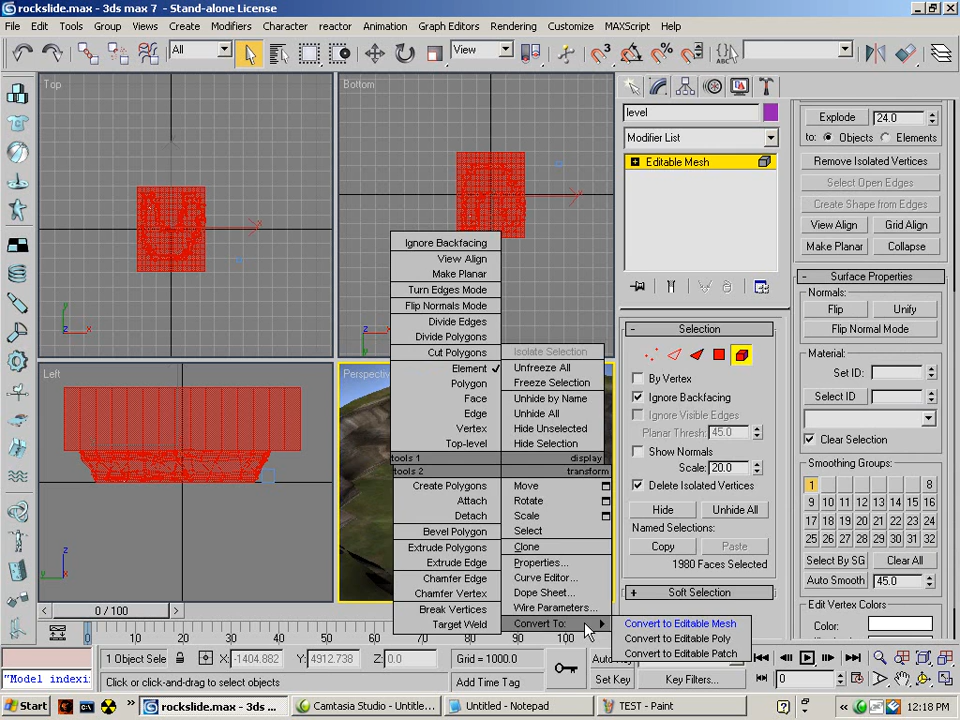 rockslide.max - 3ds max 7 - Stand-alone License
File Edit Tools Group Views Create Modifiers Character reactor Animation Graph Editors Rendering Customize MAXScript Help
All
View
Top
Bottom
Left
Perspective
Ignore Backfacing
View Align
Make Planar
Turn Edges Mode
Flip Normals Mode
Divide Edges
Divide Polygons
Cut Polygons
Element
Polygon
Face
Edge
Vertex
Top-level
tools 1
tools 2
Create Polygons
Attach
Detach
Bevel Polygon
Extrude Polygons
Extrude Edge
Chamfer Edge
Chamfer Vertex
Break Vertices
Target Weld
Isolate Selection
Unfreeze All
Freeze Selection
Unhide by Name
Unhide All
Hide Unselected
Hide Selection
display
transform
Move
Rotate
Scale
Select
Clone
Properties...
Curve Editor...
Dope Sheet...
Wire Parameters...
Convert To:
Convert to Editable Mesh
Convert to Editable Poly
Convert to Editable Patch
level
Modifier List
Editable Mesh
Selection
By Vertex
Ignore Backfacing
Ignore Visible Edges
Planar Thresh: 45.0
Show Normals
Scale: 20.0
Delete Isolated Vertices
Hide Unhide All
Named Selections:
Copy Paste
1980 Faces Selected
Soft Selection
Explode 24.0
to: Objects Elements
Remove Isolated Vertices
Select Open Edges
Create Shape from Edges
View Align Grid Align
Make Planar Collapse
Surface Properties
Normals:
Flip Unify
Flip Normal Mode
Material:
Set ID:
Select ID
Clear Selection
Smoothing Groups:
1 8
9 10 11 12 13 14 15 16
17 18 19 20 21 22 23 24
25 26 27 28 29 30 31 32
Select By SG Clear All
Auto Smooth 45.0
Edit Vertex Colors
Color:
0 / 100
0 10 20 30 40 50 100
"Model indexi
1 Object Sele X: -1404.882 Y: 4912.738 Z: 0.0 Grid = 1000.0
Click or click-and-drag to select objects
Add Time Tag
Set Key
Key Filters...
0
Start
rockslide.max - 3ds ...
Camtasia Studio - Untitle...
Untitled - Notepad
TEST - Paint
12:18 PM